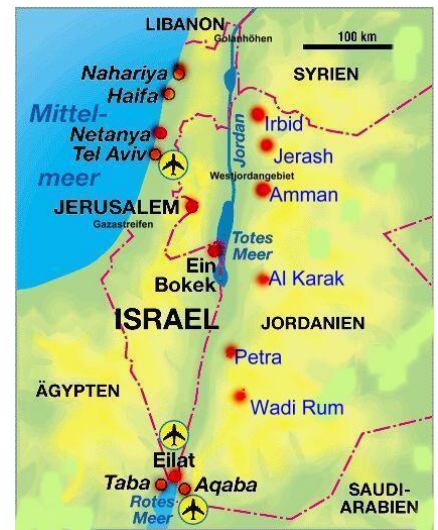 LIBANON
Golanhöhen
100 km
Nahariya
SYRIEN
Haifa
Mittel-
meer
Irbid
Netanya
Jordan
Jerash
Tel Aviv
Westjordangebiet
Amman
JERUSALEM
Gazastreifen
Totes
Meer
Ein
Bokek
Al Karak
ISRAEL
JORDANIEN
Petra
ÄGYPTEN
Wadi Rum
Eilat
Taba
Aqaba
Rotes
Meer
SAUDI-
ARABIEN